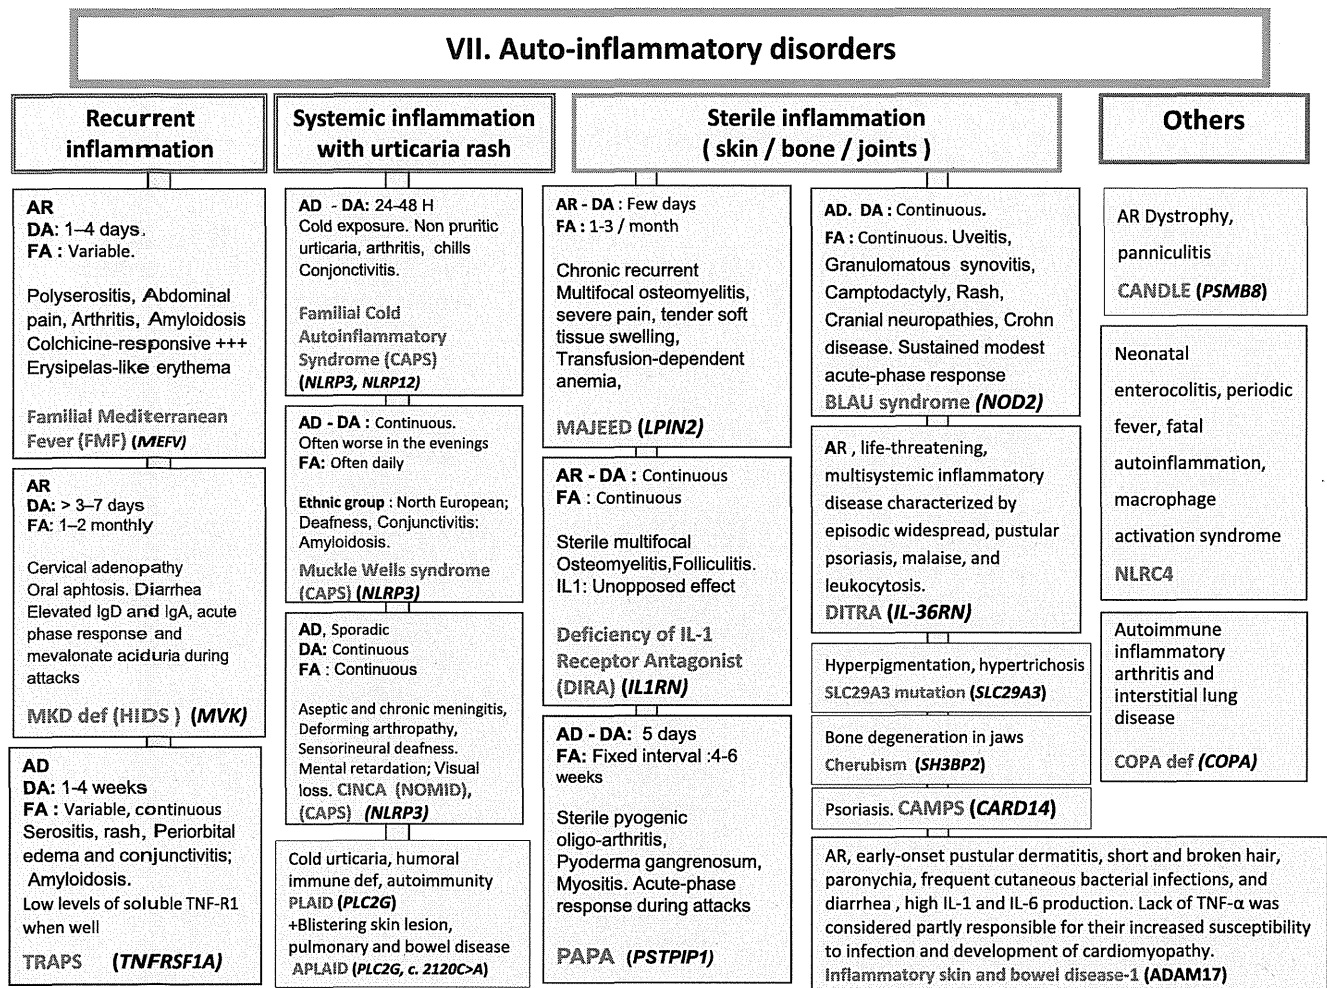 VII. Auto-inflammatory disorders
Recurrent
inflammation
AR
DA: 1–4 days.
FA : Variable.
Polyserositis, Abdominal
pain, Arthritis, Amyloidosis
Colchicine-responsive +++
Erysipelas-like erythema
Familial Mediterranean
Fever (FMF) (MEFV)
AR
DA: > 3–7 days
FA: 1–2 monthly
Cervical adenopathy
Oral aphtosis. Diarrhea
Elevated IgD and IgA, acute
phase response and
mevalonate aciduria during
attacks
MKD def (HIDS ) (MVK)
AD
DA: 1-4 weeks
FA : Variable, continuous
Serositis, rash, Periorbital
edema and conjunctivitis;
Amyloidosis.
Low levels of soluble TNF-R1
when well
TRAPS (TNFRSF1A)
Systemic inflammation
with urticaria rash
AD - DA: 24-48 H
Cold exposure. Non pruritic
urticaria, arthritis, chills
Conjonctivitis.
Familial Cold
Autoinflammatory
Syndrome (CAPS)
(NLRP3, NLRP12)
AD - DA : Continuous.
Often worse in the evenings
FA: Often daily
Ethnic group : North European;
Deafness, Conjunctivitis:
Amyloidosis.
Muckle Wells syndrome
(CAPS) (NLRP3)
AD, Sporadic
DA: Continuous
FA : Continuous
Aseptic and chronic meningitis,
Deforming arthropathy,
Sensorineural deafness.
Mental retardation; Visual
loss. CINCA (NOMID),
(CAPS) (NLRP3)
Cold urticaria, humoral
immune def, autoimmunity
PLAID (PLC2G)
+Blistering skin lesion,
pulmonary and bowel disease
APLAID (PLC2G, c. 2120C>A)
Sterile inflammation
( skin / bone / joints )
AR - DA : Few days
FA : 1-3 / month
Chronic recurrent
Multifocal osteomyelitis,
severe pain, tender soft
tissue swelling,
Transfusion-dependent
anemia,
MAJEED (LPIN2)
AR - DA : Continuous
FA : Continuous
Sterile multifocal
Osteomyelitis,Folliculitis.
IL1: Unopposed effect
Deficiency of IL-1
Receptor Antagonist
(DIRA) (IL1RN)
AD - DA: 5 days
FA: Fixed interval :4-6
weeks
Sterile pyogenic
oligo-arthritis,
Pyoderma gangrenosum,
Myositis. Acute-phase
response during attacks
PAPA (PSTPIP1)
AD. DA : Continuous.
FA : Continuous. Uveitis,
Granulomatous synovitis,
Camptodactyly, Rash,
Cranial neuropathies, Crohn
disease. Sustained modest
acute-phase response
BLAU syndrome (NOD2)
AR , life-threatening,
multisystemic inflammatory
disease characterized by
episodic widespread, pustular
psoriasis, malaise, and
leukocytosis.
DITRA (IL-36RN)
Hyperpigmentation, hypertrichosis
SLC29A3 mutation (SLC29A3)
Bone degeneration in jaws
Cherubism (SH3BP2)
Psoriasis. CAMPS (CARD14)
AR, early-onset pustular dermatitis, short and broken hair,
paronychia, frequent cutaneous bacterial infections, and
diarrhea , high IL-1 and IL-6 production. Lack of TNF-α was
considered partly responsible for their increased susceptibility
to infection and development of cardiomyopathy.
Inflammatory skin and bowel disease-1 (ADAM17)
Others
AR Dystrophy,
panniculitis
CANDLE (PSMB8)
Neonatal
enterocolitis, periodic
fever, fatal
autoinflammation,
macrophage
activation syndrome
NLRC4
Autoimmune
inflammatory
arthritis and
interstitial lung
disease
COPA def (COPA)